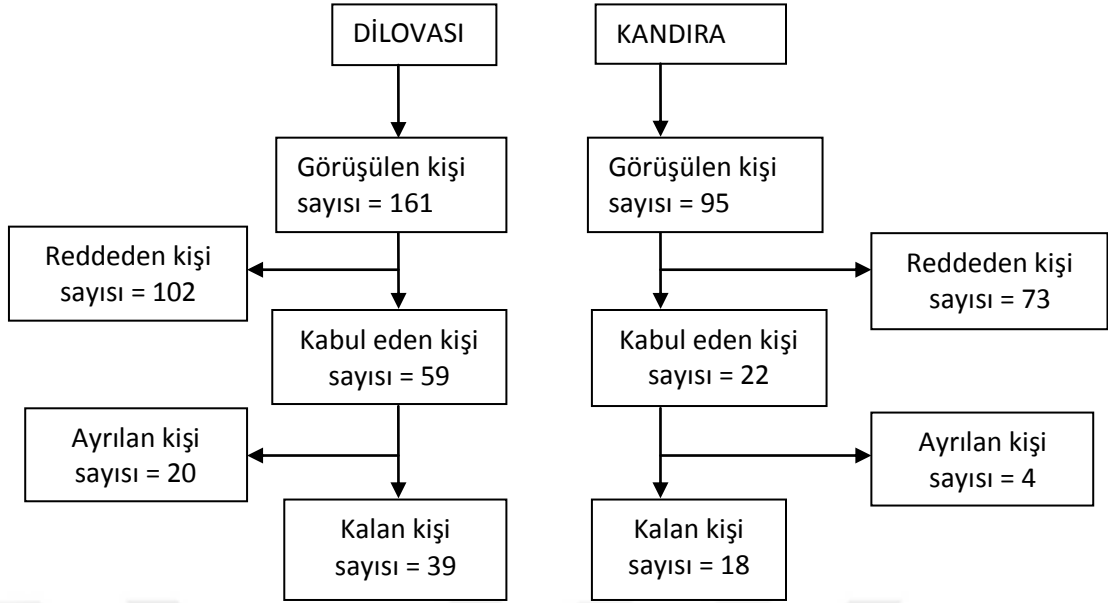 DİLOVASI
KANDIRA
Görüşülen kişi
sayısı = 161
Görüşülen kişi
sayısı = 95
Reddeden kişi
sayısı = 102
Reddeden kişi
sayısı = 73
Kabul eden kişi
sayısı = 59
Kabul eden kişi
sayısı = 22
Ayrılan kişi
sayısı = 20
Ayrılan kişi
sayısı = 4
Kalan kişi
sayısı = 39
Kalan kişi
sayısı = 18